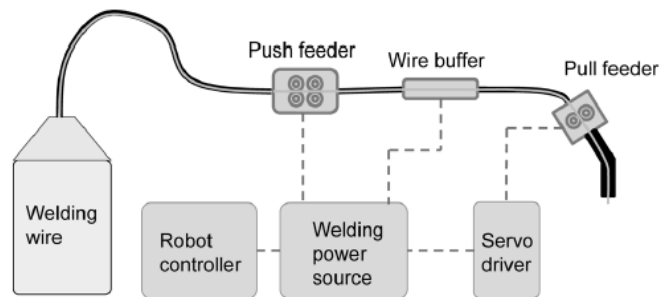 Push feeder
Wire buffer
Pull feeder
Welding
wire
Robot
controller
Welding
power
source
Servo
driver